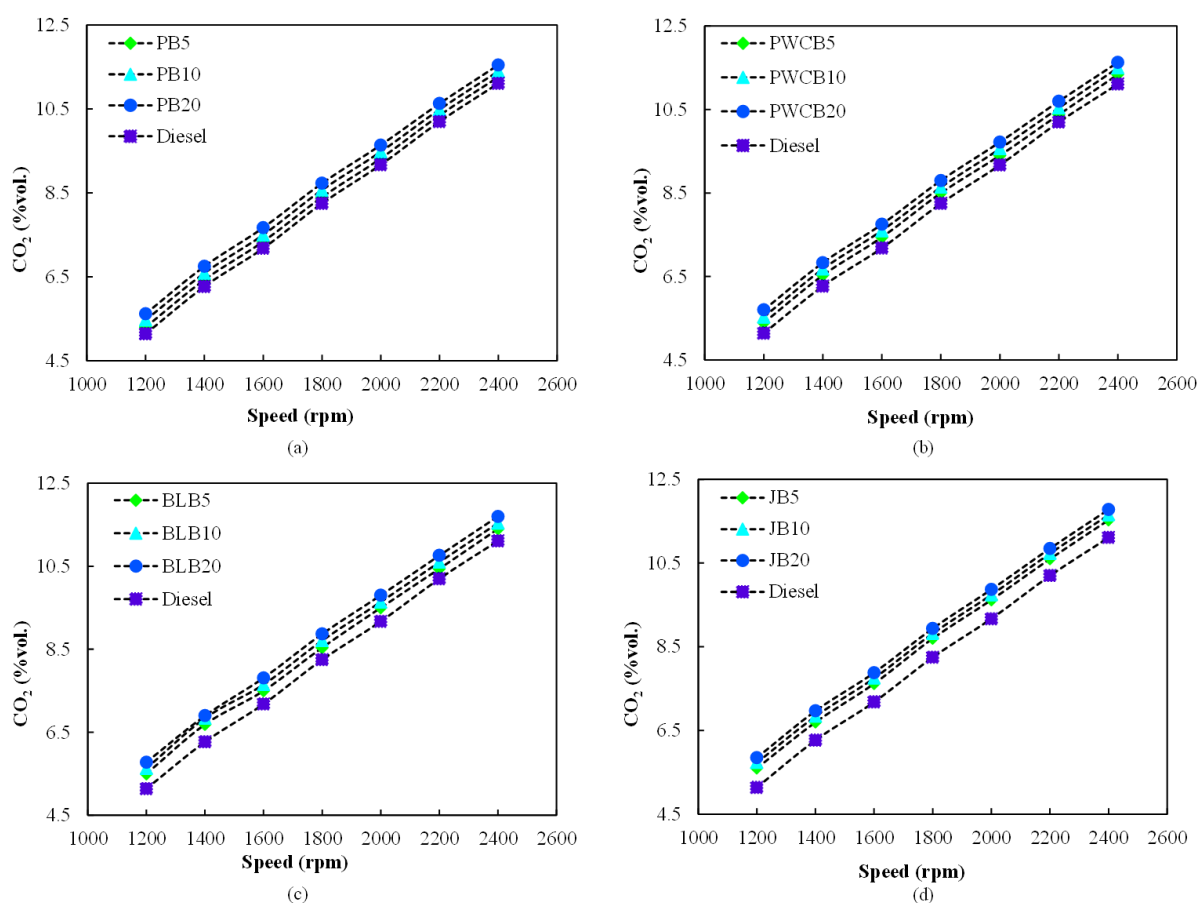 12.5
10.5
8.5
6.5
4.5
CO2 (%vol.)
PB5
PB10
PB20
Diesel
1000 1200 1400 1600 1800 2000 2200 2400 2600
Speed (rpm)
(a)
12.5
10.5
8.5
6.5
4.5
CO2 (%vol.)
PWCB5
PWCB10
PWCB20
Diesel
1000 1200 1400 1600 1800 2000 2200 2400 2600
Speed (rpm)
(b)
12.5
10.5
8.5
6.5
4.5
CO2 (%vol.)
BLB5
BLB10
BLB20
Diesel
1000 1200 1400 1600 1800 2000 2200 2400 2600
Speed (rpm)
(c)
12.5
10.5
8.5
6.5
4.5
CO2 (%vol.)
JB5
JB10
JB20
Diesel
1000 1200 1400 1600 1800 2000 2200 2400 2600
Speed (rpm)
(d)